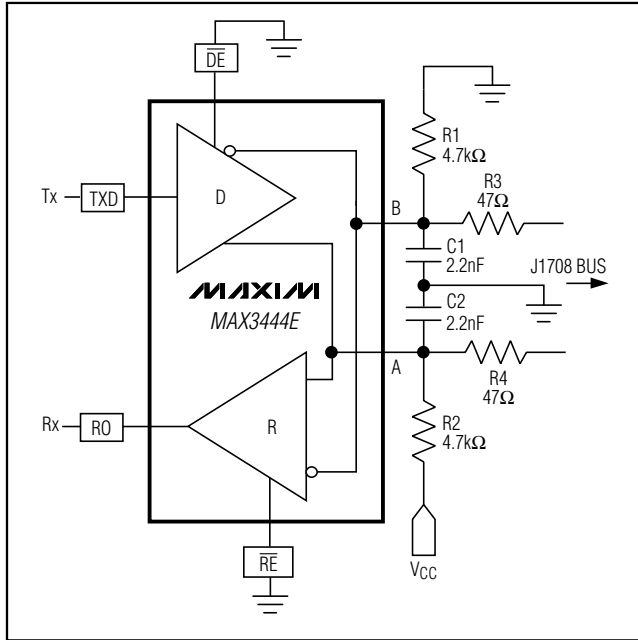 DE
R1
4.7kΩ
Tx
TXD
D
B
R3
47Ω
C1
2.2nF
J1708 BUS
MAXIM
MAX3444E
C2
2.2nF
A
R4
47Ω
Rx
RO
R
R2
4.7kΩ
RE
VCC